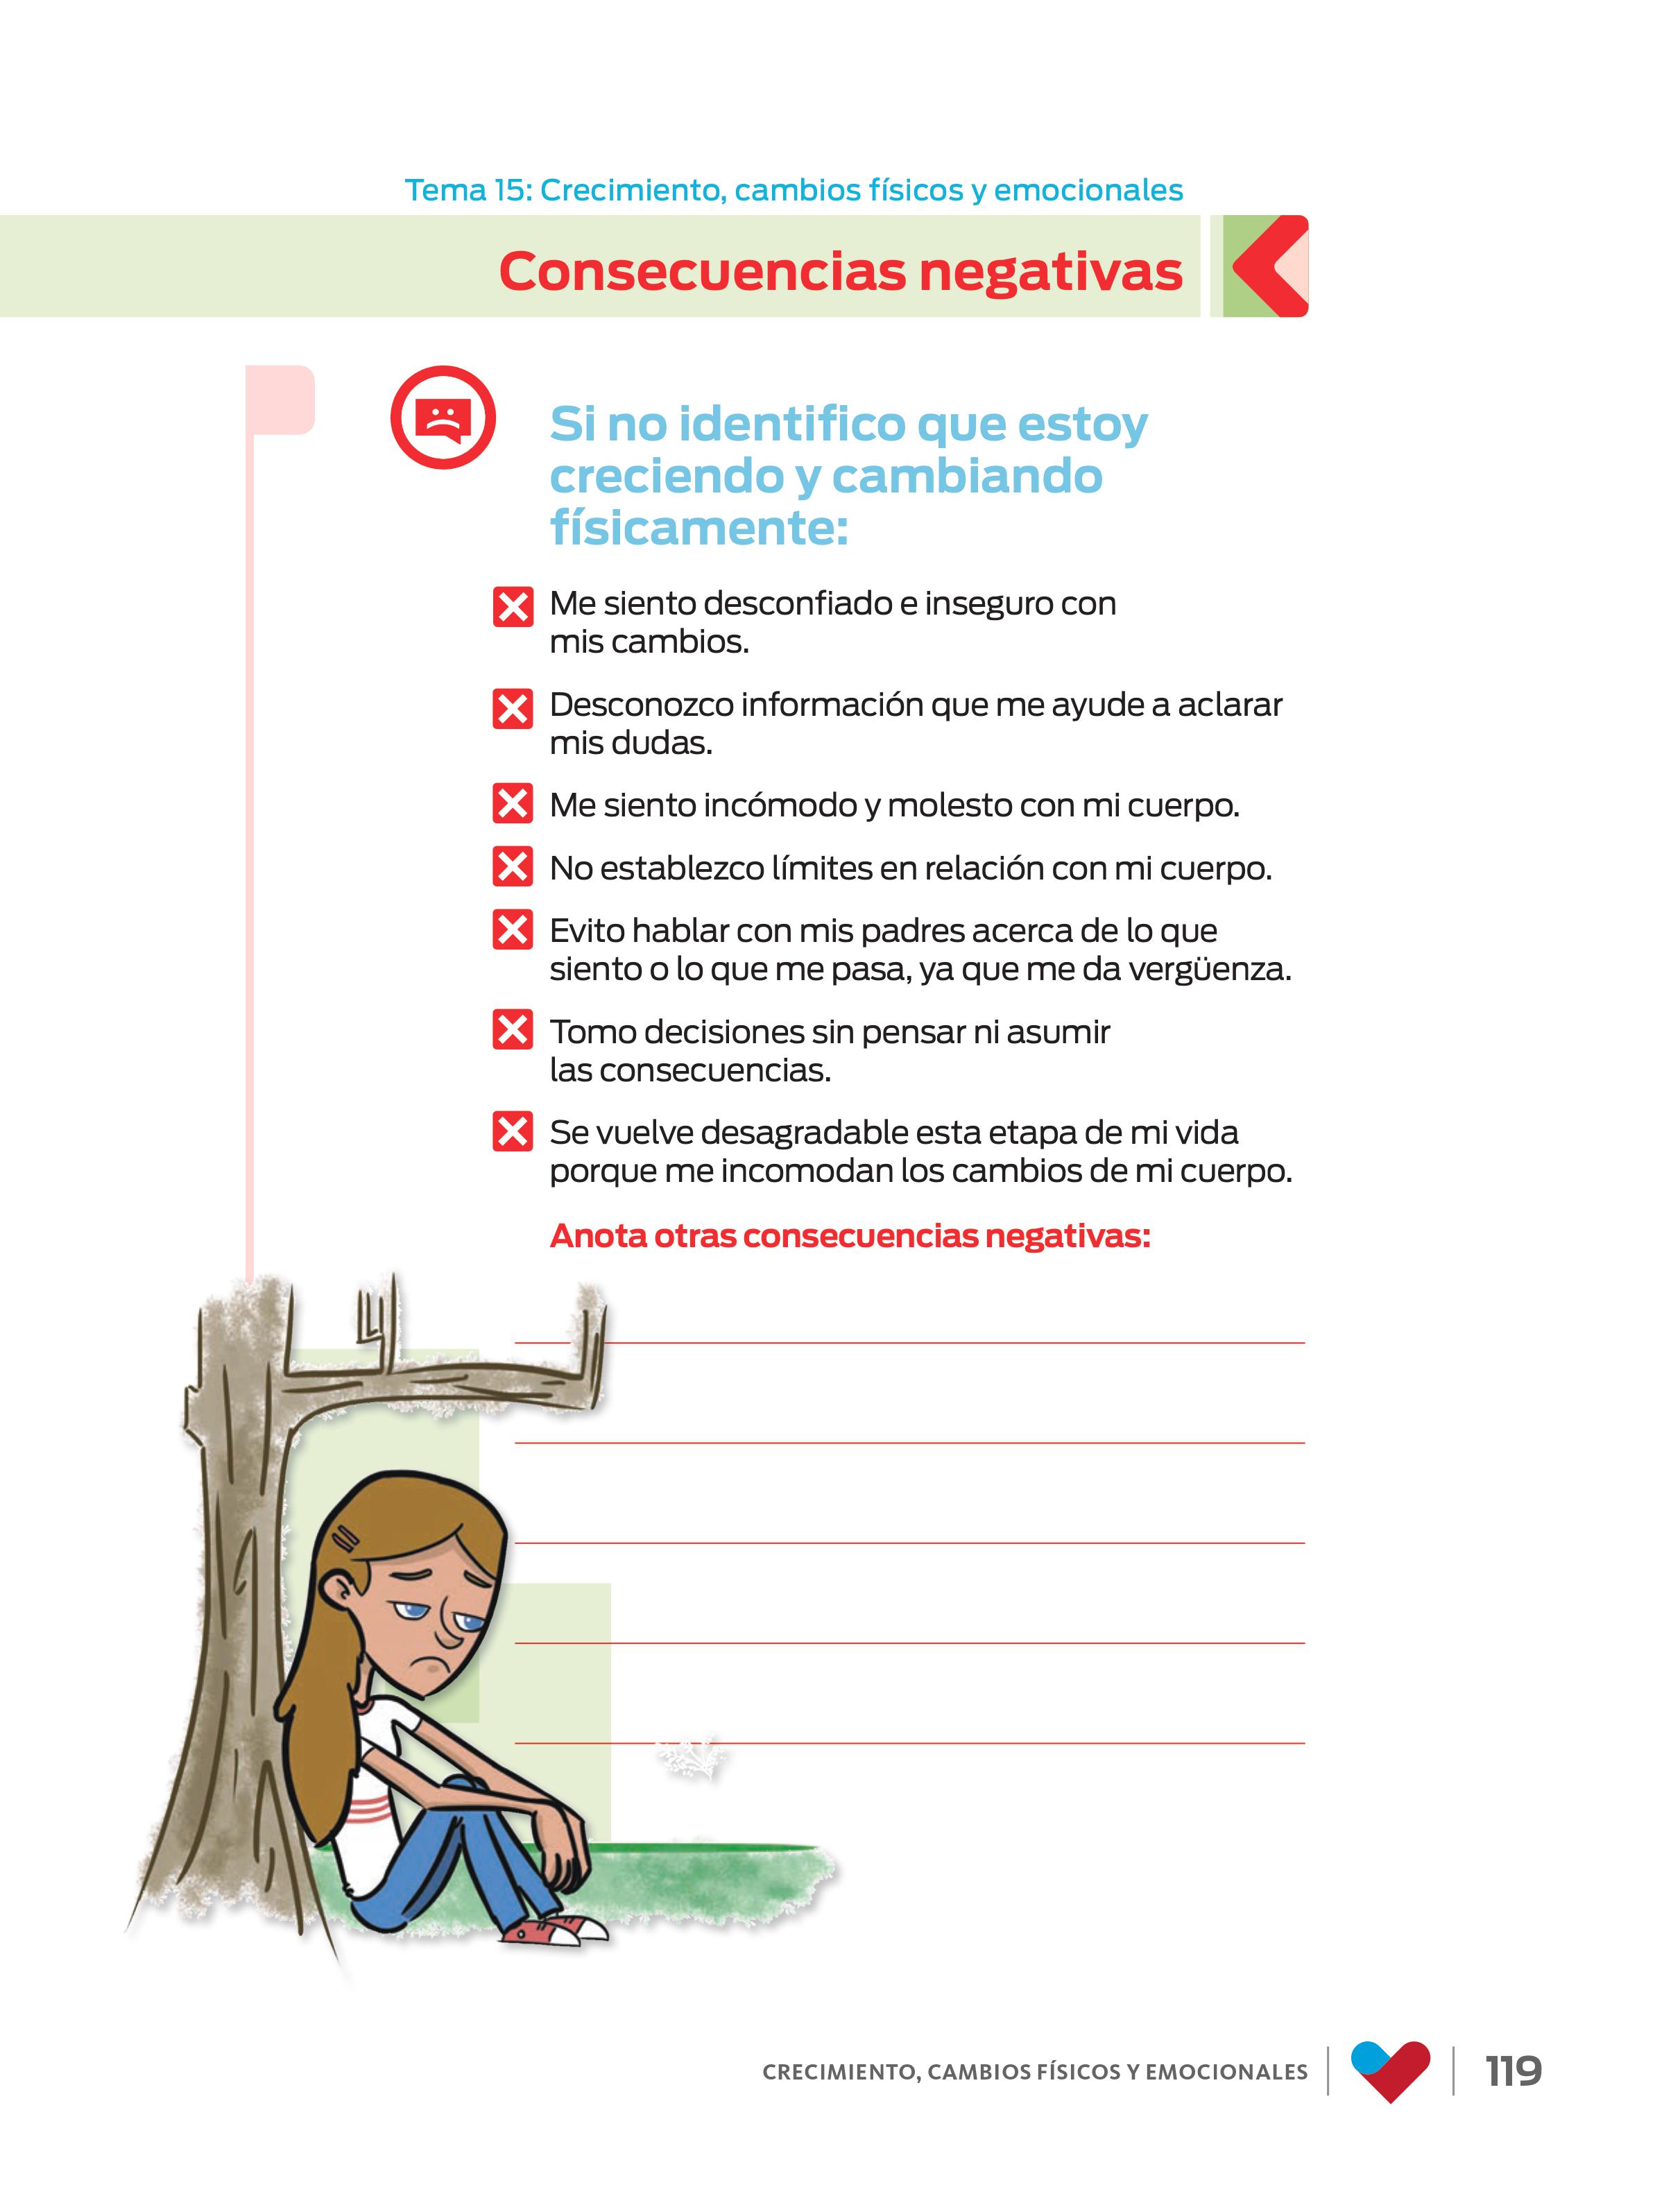 Tema 15: Crecimiento, cambios físicos y emocionales
Consecuencias negativas
Si no identifico que estoy
creciendo y cambiando
físicamente:
Me siento desconfiado e inseguro con
mis cambios.
Desconozco información que me ayude a aclarar
mis dudas.
Me siento incómodo y molesto con mi cuerpo.
No establezco límites en relación con mi cuerpo.
Evito hablar con mis padres acerca de lo que
siento o lo que me pasa, ya que me da vergüenza.
Tomo decisiones sin pensar ni asumir
las consecuencias.
Se vuelve desagradable esta etapa de mi vida
porque me incomodan los cambios de mi cuerpo.
Anota otras consecuencias negativas:
CRECIMIENTO, CAMBIOS FÍSICOS Y EMOCIONALES
119